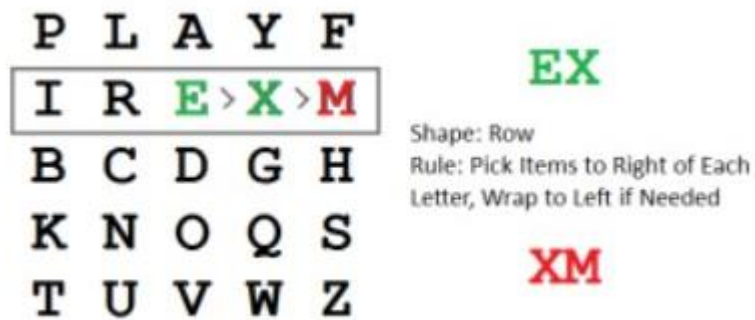 P L A Y F
I R E > X > M
B C D G H
K N O Q S
T U V W Z
EX
Shape: Row
Rule: Pick Items to Right of Each
Letter, Wrap to Left if Needed
XM